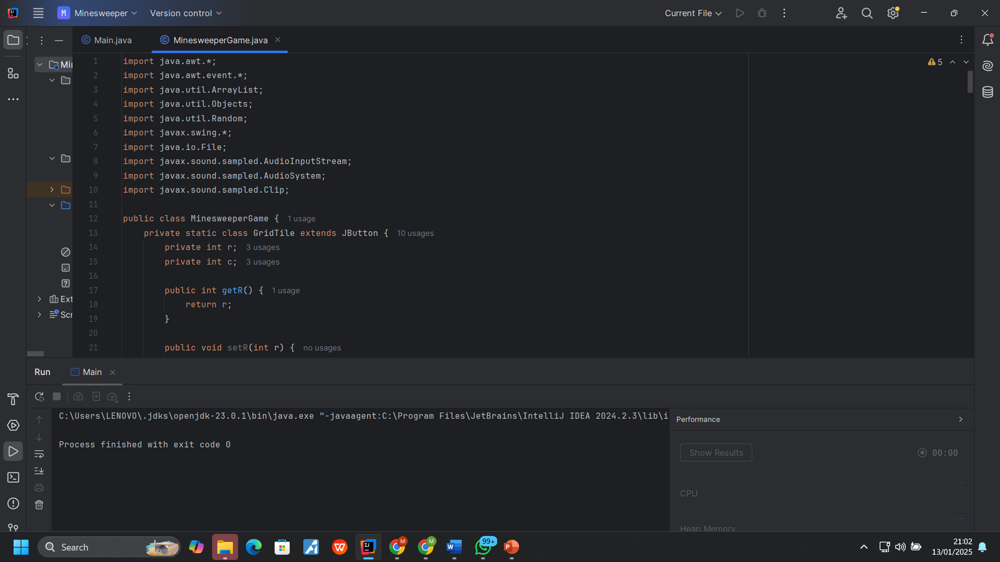 M Minesweeper Version control Current File
Main.java MinesweeperGame.java
Min
Ext
Scr
5
1 import java.awt.*;
2 import java.awt.event.*;
3 import java.util.ArrayList;
4 import java.util.Objects;
5 import java.util.Random;
6 import javax.swing.*;
7 import java.io.File;
8 import javax.sound.sampled.AudioInputStream;
9 import javax.sound.sampled.AudioSystem;
10 import javax.sound.sampled.Clip;
11
12 public class MinesweeperGame { 1 usage
13 private static class GridTile extends JButton { 10 usages
14 private int r; 3 usages
15 private int c; 3 usages
16
17 public int getR() { 1 usage
18 return r;
19 }
20
21 public void setR(int r) { no usages
Run Main
C:\Users\LENOVO\.jdks\openjdk-23.0.1\bin\java.exe "-javaagent:C:\Program Files\JetBrains\IntelliJ IDEA 2024.2.3\lib\i
Process finished with exit code 0
Performance
Show Results 00:00
CPU
Heap Memory
Search
99+
21:02
13/01/2025